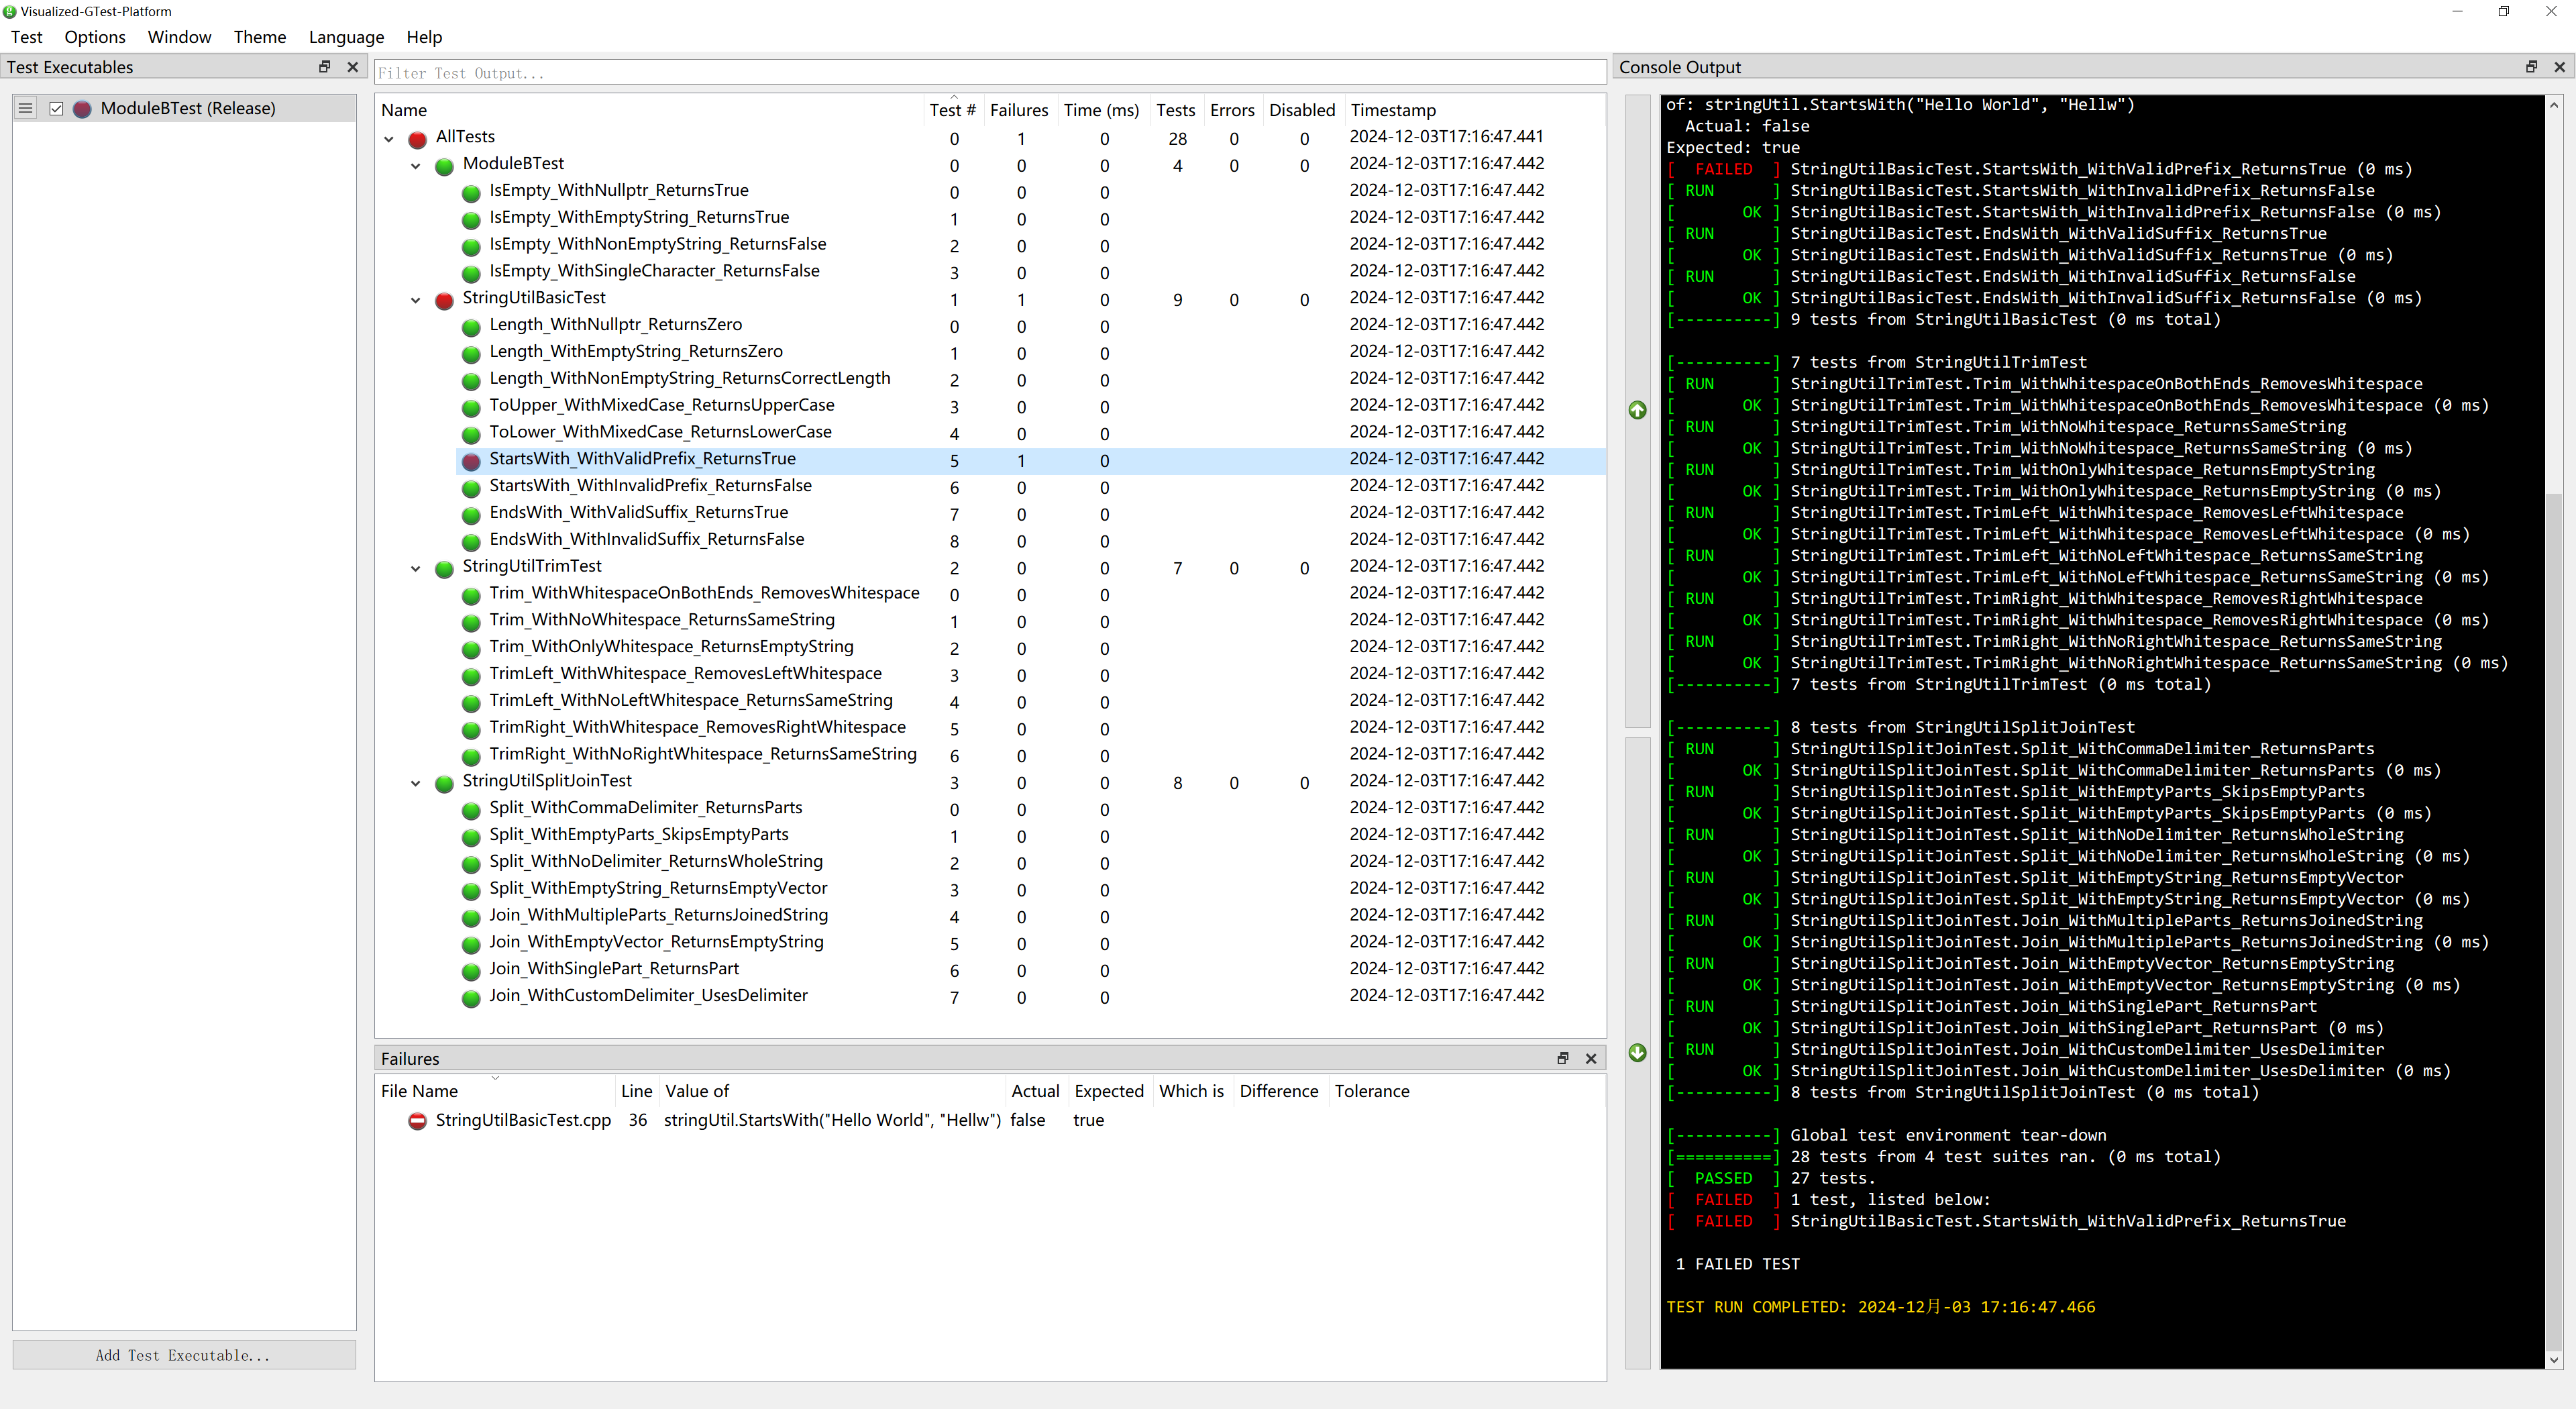 Visualized-GTest-Platform
Test Options Window Theme Language Help
Test Executables
ModuleBTest (Release)
Add Test Executable...
Filter Test Output...
Name Test # Failures Time (ms) Tests Errors Disabled Timestamp
AllTests 0 1 0 28 0 0 2024-12-03T17:16:47.441
ModuleBTest 0 0 0 4 0 0 2024-12-03T17:16:47.442
IsEmpty_WithNullptr_ReturnsTrue 0 0 0 2024-12-03T17:16:47.442
IsEmpty_WithEmptyString_ReturnsTrue 1 0 0 2024-12-03T17:16:47.442
IsEmpty_WithNonEmptyString_ReturnsFalse 2 0 0 2024-12-03T17:16:47.442
IsEmpty_WithSingleCharacter_ReturnsFalse 3 0 0 2024-12-03T17:16:47.442
StringUtilBasicTest 1 1 0 9 0 0 2024-12-03T17:16:47.442
Length_WithNullptr_ReturnsZero 0 0 0 2024-12-03T17:16:47.442
Length_WithEmptyString_ReturnsZero 1 0 0 2024-12-03T17:16:47.442
Length_WithNonEmptyString_ReturnsCorrectLength 2 0 0 2024-12-03T17:16:47.442
ToUpper_WithMixedCase_ReturnsUpperCase 3 0 0 2024-12-03T17:16:47.442
ToLower_WithMixedCase_ReturnsLowerCase 4 0 0 2024-12-03T17:16:47.442
StartsWith_WithValidPrefix_ReturnsTrue 5 1 0 2024-12-03T17:16:47.442
StartsWith_WithInvalidPrefix_ReturnsFalse 6 0 0 2024-12-03T17:16:47.442
EndsWith_WithValidSuffix_ReturnsTrue 7 0 0 2024-12-03T17:16:47.442
EndsWith_WithInvalidSuffix_ReturnsFalse 8 0 0 2024-12-03T17:16:47.442
StringUtilTrimTest 2 0 0 7 0 0 2024-12-03T17:16:47.442
Trim_WithWhitespaceOnBothEnds_RemovesWhitespace 0 0 0 2024-12-03T17:16:47.442
Trim_WithNoWhitespace_ReturnsSameString 1 0 0 2024-12-03T17:16:47.442
Trim_WithOnlyWhitespace_ReturnsEmptyString 2 0 0 2024-12-03T17:16:47.442
TrimLeft_WithWhitespace_RemovesLeftWhitespace 3 0 0 2024-12-03T17:16:47.442
TrimLeft_WithNoLeftWhitespace_ReturnsSameString 4 0 0 2024-12-03T17:16:47.442
TrimRight_WithWhitespace_RemovesRightWhitespace 5 0 0 2024-12-03T17:16:47.442
TrimRight_WithNoRightWhitespace_ReturnsSameString 6 0 0 2024-12-03T17:16:47.442
StringUtilSplitJoinTest 3 0 0 8 0 0 2024-12-03T17:16:47.442
Split_WithCommaDelimiter_ReturnsParts 0 0 0 2024-12-03T17:16:47.442
Split_WithEmptyParts_SkipsEmptyParts 1 0 0 2024-12-03T17:16:47.442
Split_WithNoDelimiter_ReturnsWholeString 2 0 0 2024-12-03T17:16:47.442
Split_WithEmptyString_ReturnsEmptyVector 3 0 0 2024-12-03T17:16:47.442
Join_WithMultipleParts_ReturnsJoinedString 4 0 0 2024-12-03T17:16:47.442
Join_WithEmptyVector_ReturnsEmptyString 5 0 0 2024-12-03T17:16:47.442
Join_WithSinglePart_ReturnsPart 6 0 0 2024-12-03T17:16:47.442
Join_WithCustomDelimiter_UsesDelimiter 7 0 0 2024-12-03T17:16:47.442
Failures
File Name Line Value of Actual Expected Which is Difference Tolerance
StringUtilBasicTest.cpp 36 stringUtil.StartsWith("Hello World", "Hellw") false true
Console Output
of: stringUtil.StartsWith("Hello World", "Hellw")
Actual: false
Expected: true
[  FAILED  ] StringUtilBasicTest.StartsWith_WithValidPrefix_ReturnsTrue (0 ms)
[ RUN      ] StringUtilBasicTest.StartsWith_WithInvalidPrefix_ReturnsFalse
[       OK ] StringUtilBasicTest.StartsWith_WithInvalidPrefix_ReturnsFalse (0 ms)
[ RUN      ] StringUtilBasicTest.EndsWith_WithValidSuffix_ReturnsTrue
[       OK ] StringUtilBasicTest.EndsWith_WithValidSuffix_ReturnsTrue (0 ms)
[ RUN      ] StringUtilBasicTest.EndsWith_WithInvalidSuffix_ReturnsFalse
[       OK ] StringUtilBasicTest.EndsWith_WithInvalidSuffix_ReturnsFalse (0 ms)
[----------] 9 tests from StringUtilBasicTest (0 ms total)
[----------] 7 tests from StringUtilTrimTest
[ RUN      ] StringUtilTrimTest.Trim_WithWhitespaceOnBothEnds_RemovesWhitespace
[       OK ] StringUtilTrimTest.Trim_WithWhitespaceOnBothEnds_RemovesWhitespace (0 ms)
[ RUN      ] StringUtilTrimTest.Trim_WithNoWhitespace_ReturnsSameString
[       OK ] StringUtilTrimTest.Trim_WithNoWhitespace_ReturnsSameString (0 ms)
[ RUN      ] StringUtilTrimTest.Trim_WithOnlyWhitespace_ReturnsEmptyString
[       OK ] StringUtilTrimTest.Trim_WithOnlyWhitespace_ReturnsEmptyString (0 ms)
[ RUN      ] StringUtilTrimTest.TrimLeft_WithWhitespace_RemovesLeftWhitespace
[       OK ] StringUtilTrimTest.TrimLeft_WithWhitespace_RemovesLeftWhitespace (0 ms)
[ RUN      ] StringUtilTrimTest.TrimLeft_WithNoLeftWhitespace_ReturnsSameString
[       OK ] StringUtilTrimTest.TrimLeft_WithNoLeftWhitespace_ReturnsSameString (0 ms)
[ RUN      ] StringUtilTrimTest.TrimRight_WithWhitespace_RemovesRightWhitespace
[       OK ] StringUtilTrimTest.TrimRight_WithWhitespace_RemovesRightWhitespace (0 ms)
[ RUN      ] StringUtilTrimTest.TrimRight_WithNoRightWhitespace_ReturnsSameString
[       OK ] StringUtilTrimTest.TrimRight_WithNoRightWhitespace_ReturnsSameString (0 ms)
[----------] 7 tests from StringUtilTrimTest (0 ms total)
[----------] 8 tests from StringUtilSplitJoinTest
[ RUN      ] StringUtilSplitJoinTest.Split_WithCommaDelimiter_ReturnsParts
[       OK ] StringUtilSplitJoinTest.Split_WithCommaDelimiter_ReturnsParts (0 ms)
[ RUN      ] StringUtilSplitJoinTest.Split_WithEmptyParts_SkipsEmptyParts
[       OK ] StringUtilSplitJoinTest.Split_WithEmptyParts_SkipsEmptyParts (0 ms)
[ RUN      ] StringUtilSplitJoinTest.Split_WithNoDelimiter_ReturnsWholeString
[       OK ] StringUtilSplitJoinTest.Split_WithNoDelimiter_ReturnsWholeString (0 ms)
[ RUN      ] StringUtilSplitJoinTest.Split_WithEmptyString_ReturnsEmptyVector
[       OK ] StringUtilSplitJoinTest.Split_WithEmptyString_ReturnsEmptyVector (0 ms)
[ RUN      ] StringUtilSplitJoinTest.Join_WithMultipleParts_ReturnsJoinedString
[       OK ] StringUtilSplitJoinTest.Join_WithMultipleParts_ReturnsJoinedString (0 ms)
[ RUN      ] StringUtilSplitJoinTest.Join_WithEmptyVector_ReturnsEmptyString
[       OK ] StringUtilSplitJoinTest.Join_WithEmptyVector_ReturnsEmptyString (0 ms)
[ RUN      ] StringUtilSplitJoinTest.Join_WithSinglePart_ReturnsPart
[       OK ] StringUtilSplitJoinTest.Join_WithSinglePart_ReturnsPart (0 ms)
[ RUN      ] StringUtilSplitJoinTest.Join_WithCustomDelimiter_UsesDelimiter
[       OK ] StringUtilSplitJoinTest.Join_WithCustomDelimiter_UsesDelimiter (0 ms)
[----------] 8 tests from StringUtilSplitJoinTest (0 ms total)
[----------] Global test environment tear-down
[==========] 28 tests from 4 test suites ran. (0 ms total)
[  PASSED  ] 27 tests.
[  FAILED  ] 1 test, listed below:
[  FAILED  ] StringUtilBasicTest.StartsWith_WithValidPrefix_ReturnsTrue
1 FAILED TEST
TEST RUN COMPLETED: 2024-12月-03 17:16:47.466